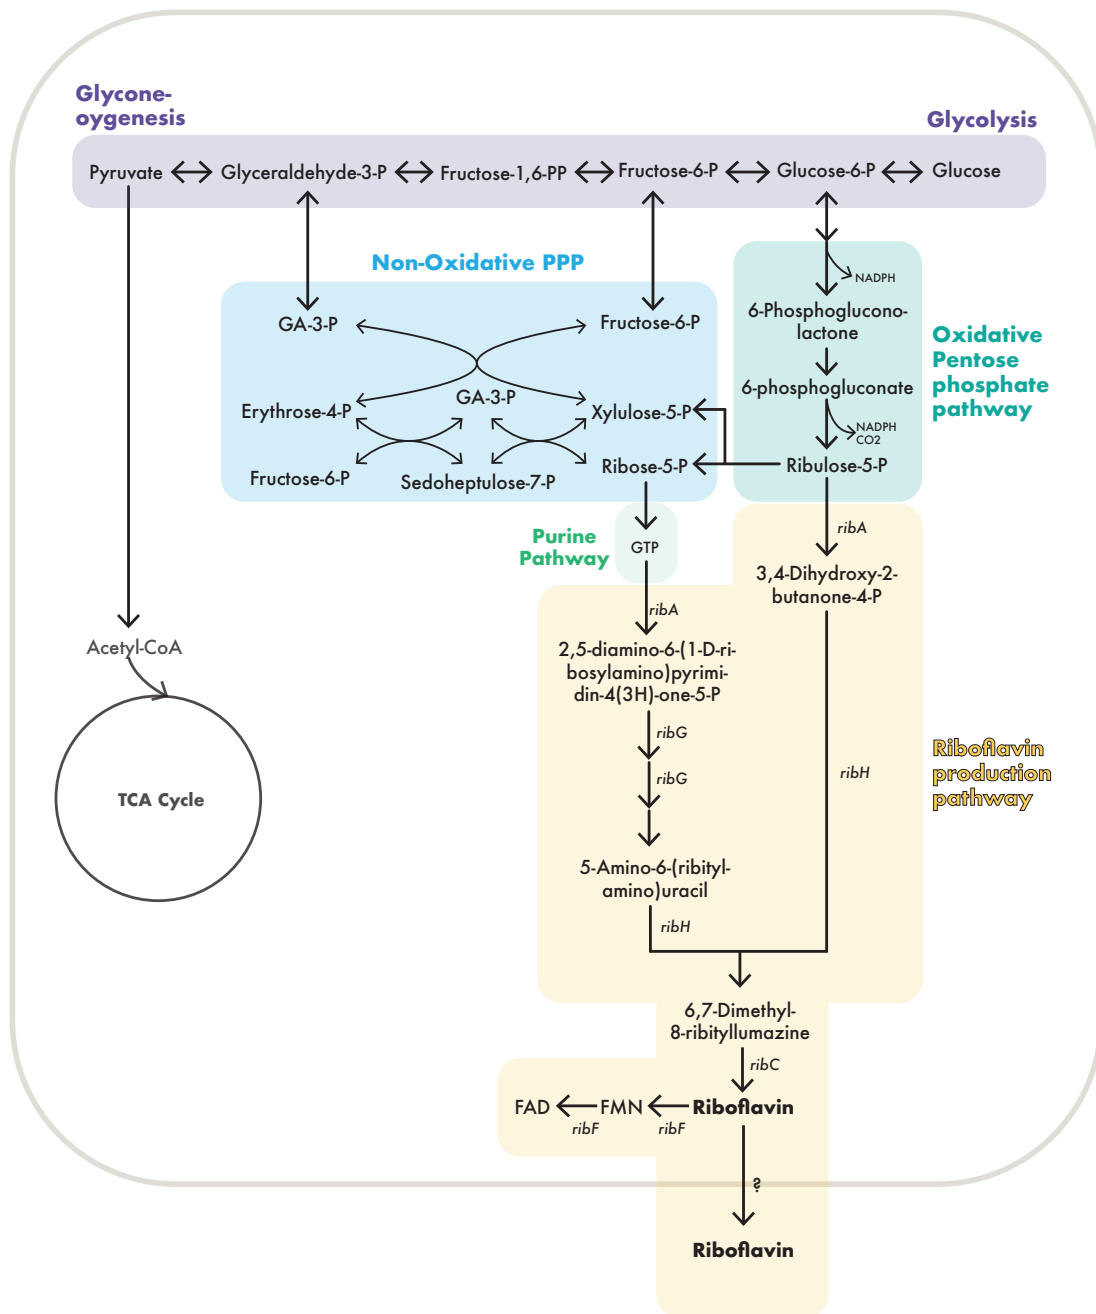 Glycone-
oygenesis
Glycolysis
Pyruvate
Glyceraldehyde-3-P
Fructose-1,6-PP
Fructose-6-P
Glucose-6-P
Glucose
Non-Oxidative PPP
NADPH
GA-3-P
Fructose-6-P
6-Phosphoglucono-
lactone
Oxidative
Pentose
phosphate
pathway
6-phosphogluconate
Erythrose-4-P
GA-3-P
Xylulose-5-P
NADPH
CO2
Fructose-6-P
Sedoheptulose-7-P
Ribose-5-P
Ribulose-5-P
Purine
Pathway
GTP
ribA
3,4-Dihydroxy-2-
butanone-4-P
ribA
Acetyl-CoA
2,5-diamino-6-(1-D-ri-
bosylamino)pyrimi-
din-4(3H)-one-5-P
ribG
ribG
ribH
Riboflavin
production
pathway
TCA Cycle
5-Amino-6-(ribityl-
amino)uracil
ribH
6,7-Dimethyl-
8-ribityllumazine
ribC
FAD
FMN
Riboflavin
ribF
ribF
?
Riboflavin